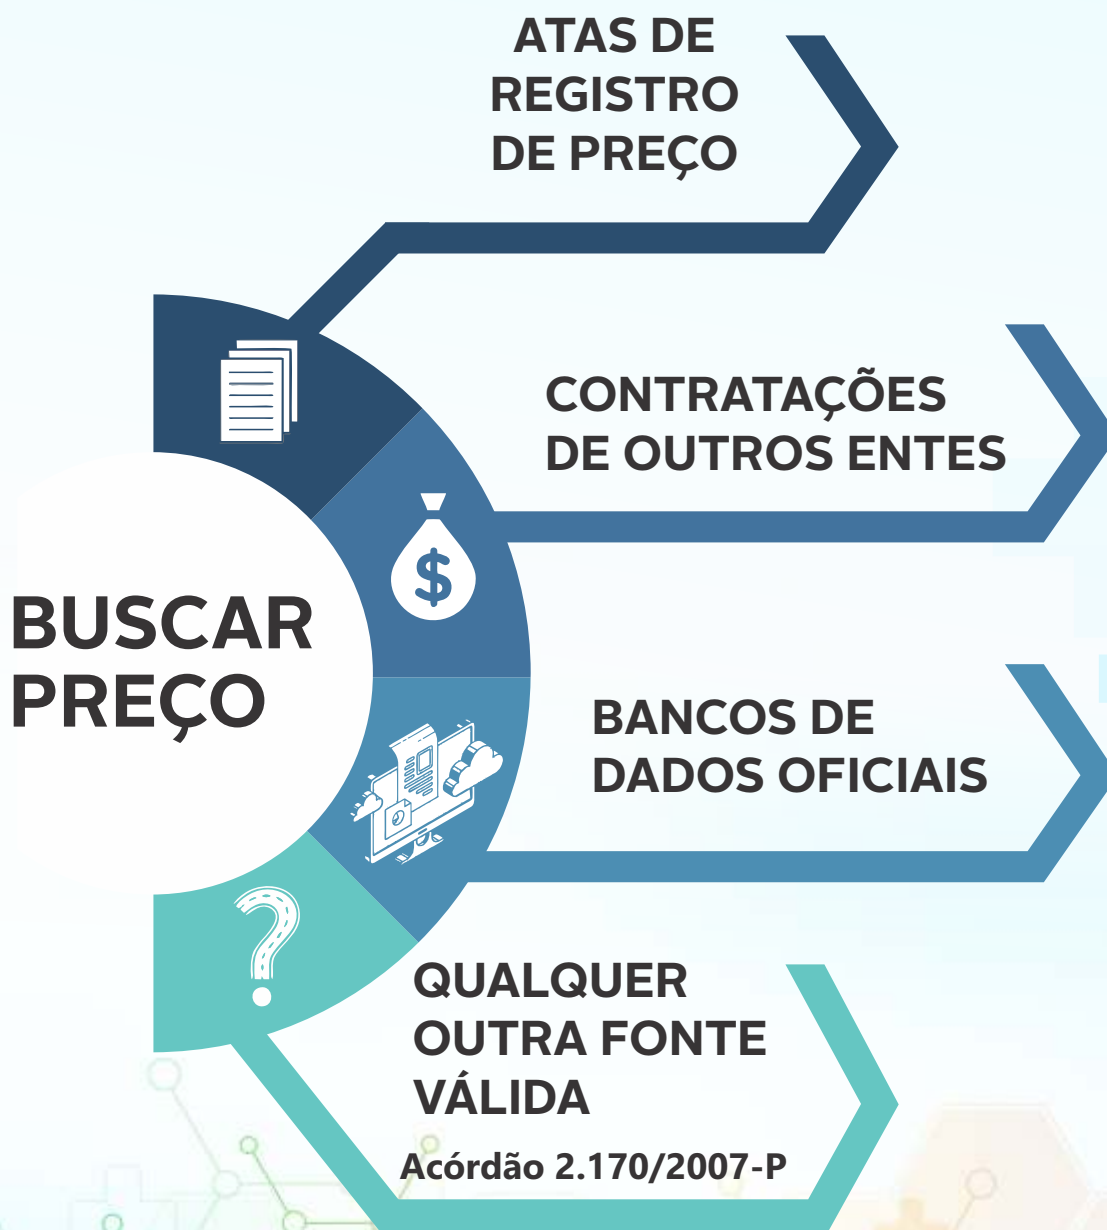 ATAS DE
REGISTRO
DE PREÇO
CONTRATAÇÕES
DE OUTROS ENTES
$
BUSCAR
PREÇO
BANCOS DE
DADOS OFICIAIS
?
QUALQUER
OUTRA FONTE
VÁLIDA
Acórdão 2.170/2007-P